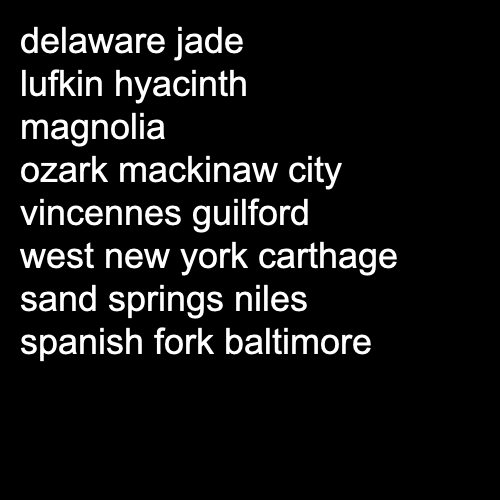 delaware jade
lufkin hyacinth
magnolia
ozark mackinaw city
vincennes guilford
west new york carthage
sand springs niles
spanish fork baltimore